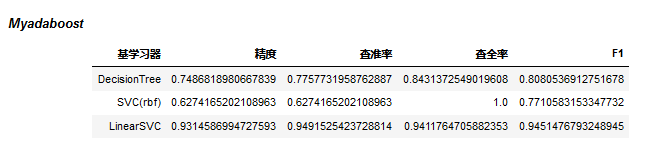 Myadaboost
基学习器 精度 查准率 查全率 F1
DecisionTree 0.7486818980667839 0.7757731958762887 0.8431372549019608 0.8080536912751678
SVC(rbf) 0.6274165202108963 0.6274165202108963 1.0 0.7710583153347732
LinearSVC 0.9314586994727593 0.9491525423728814 0.9411764705882353 0.9451476793248945